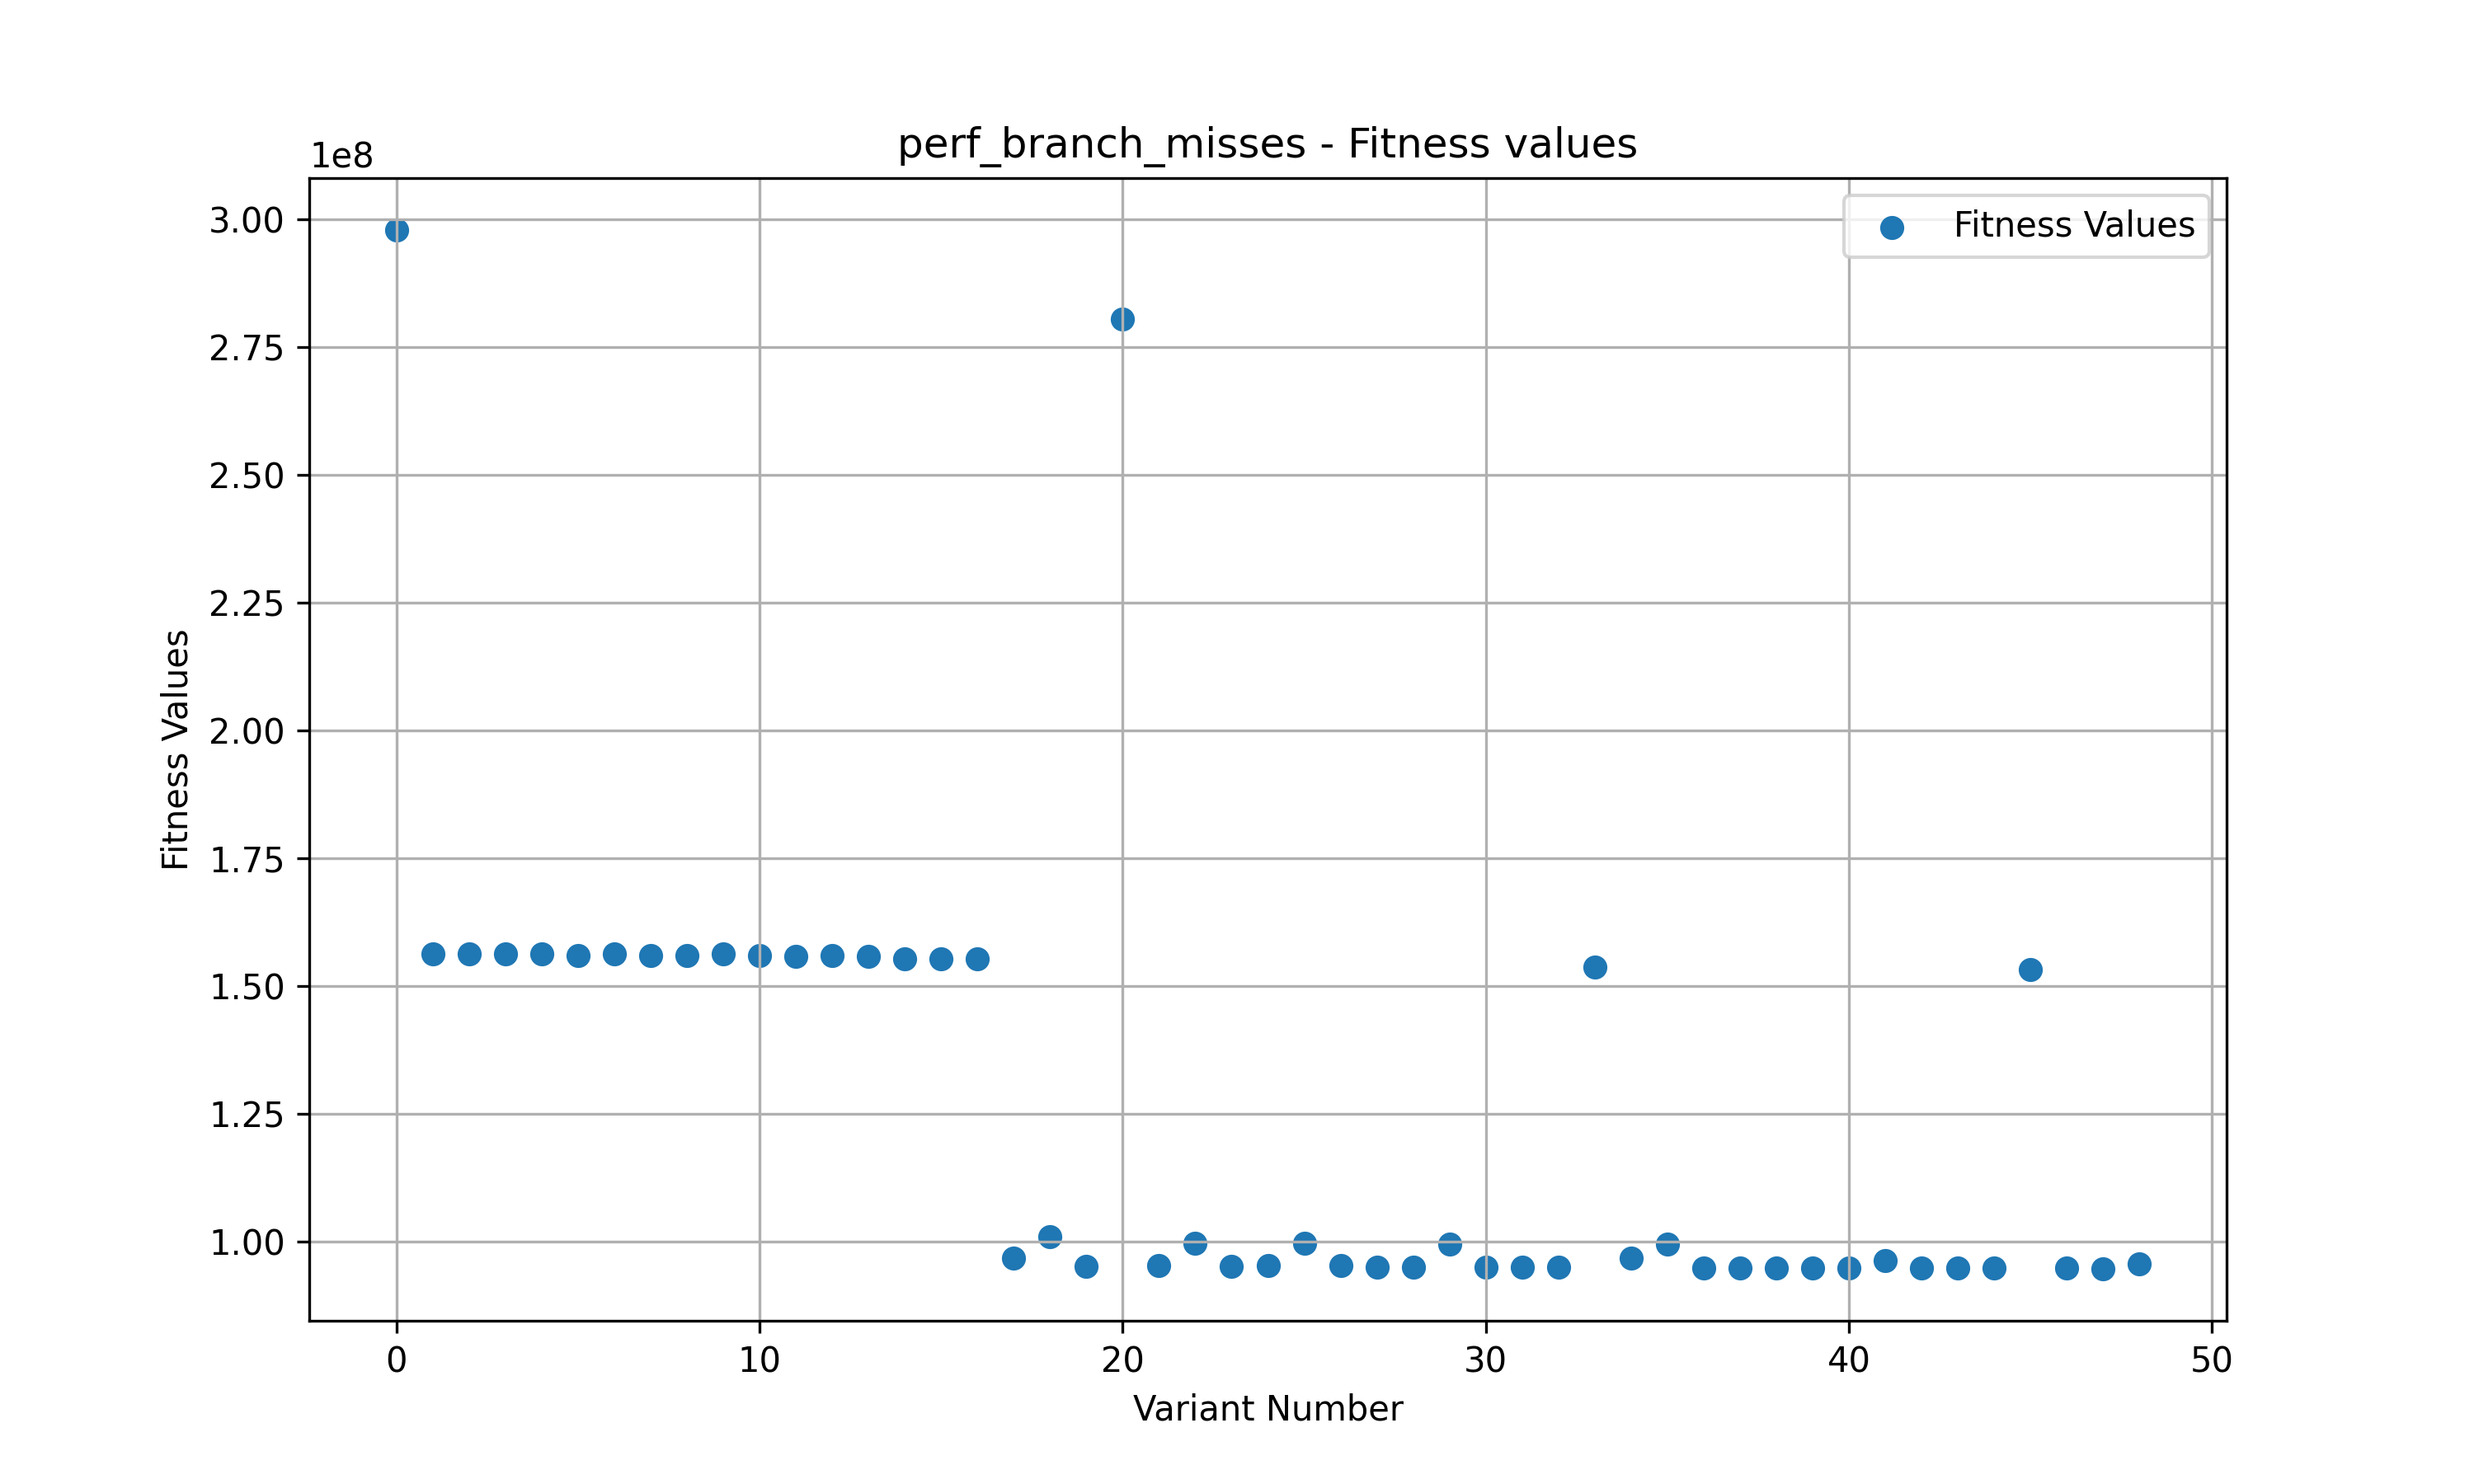 perf_branch_misses - Fitness values
1e8
Fitness Values
3.00
2.75
2.50
2.25
2.00
1.75
1.50
1.25
1.00
Fitness Values
0 10 20 30 40 50
Variant Number